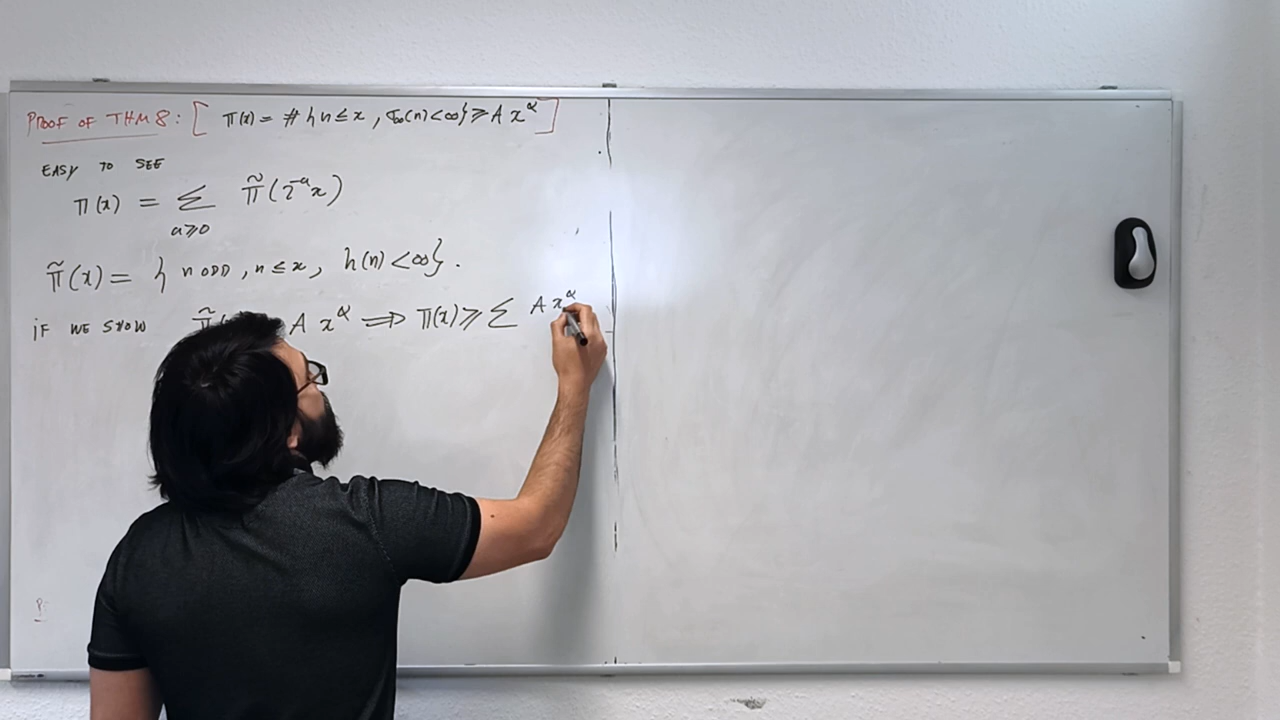 PROOF OF THM 8: [ π(x) = # { n ≤ x , σ∞(n) < ∞ } ≥ A x^α ]
EASY TO SEE
π(x) = ∑_{a≥0} π̃(2^{-a} x)
π̃(x) = { n ODD , n ≤ x , h(n) < ∞ } .
IF WE SHOW π̃( A x^α ⟹ π(x) ≥ ∑ A x^α